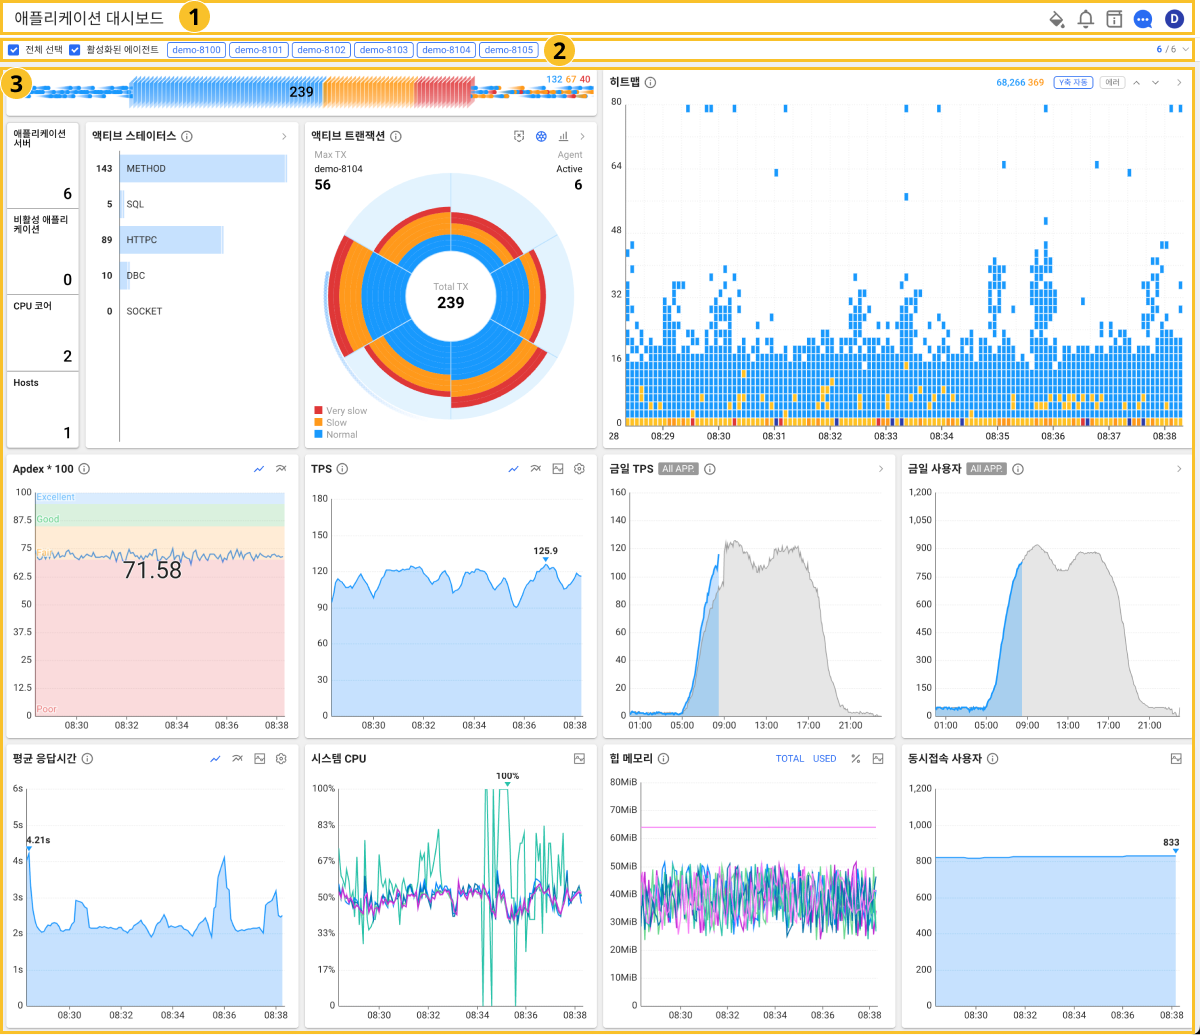 애플리케이션 대시보드
1
D
전체 선택
활성화된 에이전트
demo-8100
demo-8101
demo-8102
demo-8103
demo-8104
demo-8105
2
6 / 6
3
239
132 67 40
애플리케이션 서버
6
비활성 애플리케이션
0
CPU 코어
2
Hosts
1
액티브 스테이터스
143 METHOD
5 SQL
89 HTTPC
10 DBC
0 SOCKET
액티브 트랜잭션
Max TX
demo-8104
56
Agent
Active
6
Total TX
239
Very slow
Slow
Normal
히트맵
68,266 369
Y축 자동
에러
80
64
48
32
16
0
28 08:29 08:30 08:31 08:32 08:33 08:34 08:35 08:36 08:37 08:38
Apdex * 100
100
87.5
75
62.5
50
37.5
25
12.5
0
Excellent
Good
Fair
Poor
71.58
08:30 08:32 08:34 08:36 08:38
TPS
180
150
120
90
60
30
0
125.9
08:30 08:32 08:34 08:36 08:38
금일 TPS All APP.
160
140
120
100
80
60
40
20
0
01:00 05:00 09:00 13:00 17:00 21:00
금일 사용자 All APP.
1,200
1,050
900
750
600
450
300
150
0
01:00 05:00 09:00 13:00 17:00 21:00
평균 응답시간
6s
5s
4s
3s
2s
1s
0
4.21s
08:30 08:32 08:34 08:36 08:38
시스템 CPU
100%
83%
67%
50%
33%
17%
0
100%
08:30 08:32 08:34 08:36 08:38
힙 메모리
TOTAL USED
80MiB
70MiB
60MiB
50MiB
40MiB
30MiB
20MiB
10MiB
0
08:30 08:32 08:34 08:36 08:38
동시접속 사용자
1,200
1,000
800
600
400
200
0
833
08:30 08:32 08:34 08:36 08:38